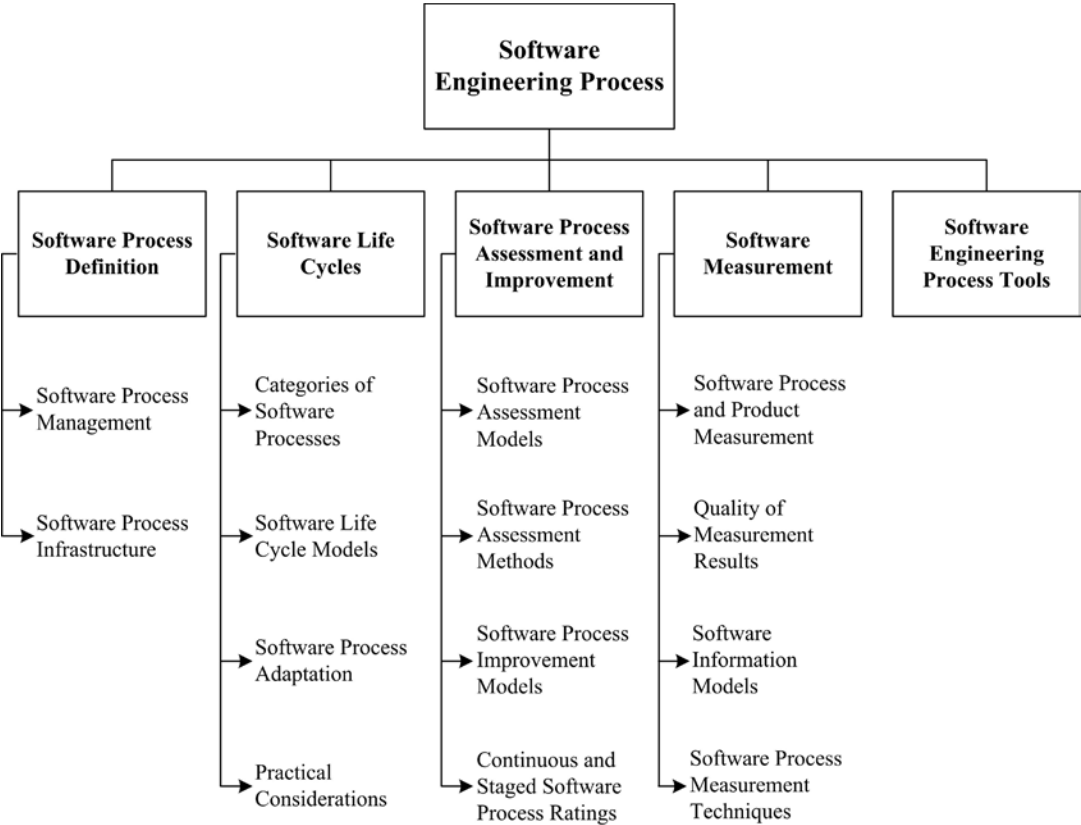 Software
Engineering Process
Software Process
Definition
Software Life
Cycles
Software Process
Assessment and
Improvement
Software
Measurement
Software
Engineering
Process Tools
Software Process
Management
Software Process
Infrastructure
Categories of
Software
Processes
Software Life
Cycle Models
Software Process
Adaptation
Practical
Considerations
Software Process
Assessment
Models
Software Process
Assessment
Methods
Software Process
Improvement
Models
Continuous and
Staged Software
Process Ratings
Software Process
and Product
Measurement
Quality of
Measurement
Results
Software
Information
Models
Software Process
Measurement
Techniques